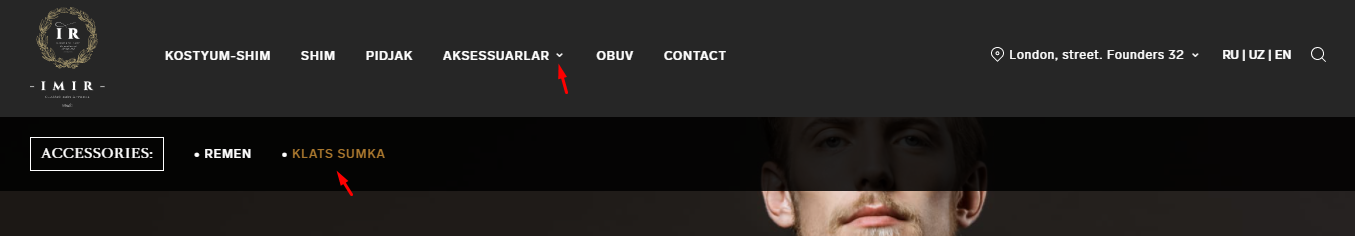 IR
- IMIR -
KOSTYUM-SHIM SHIM PIDJAK AKSESSUARLAR OBUV CONTACT London, street. Founders 32 RU | UZ | EN
ACCESSORIES: • REMEN • KLATS SUMKA